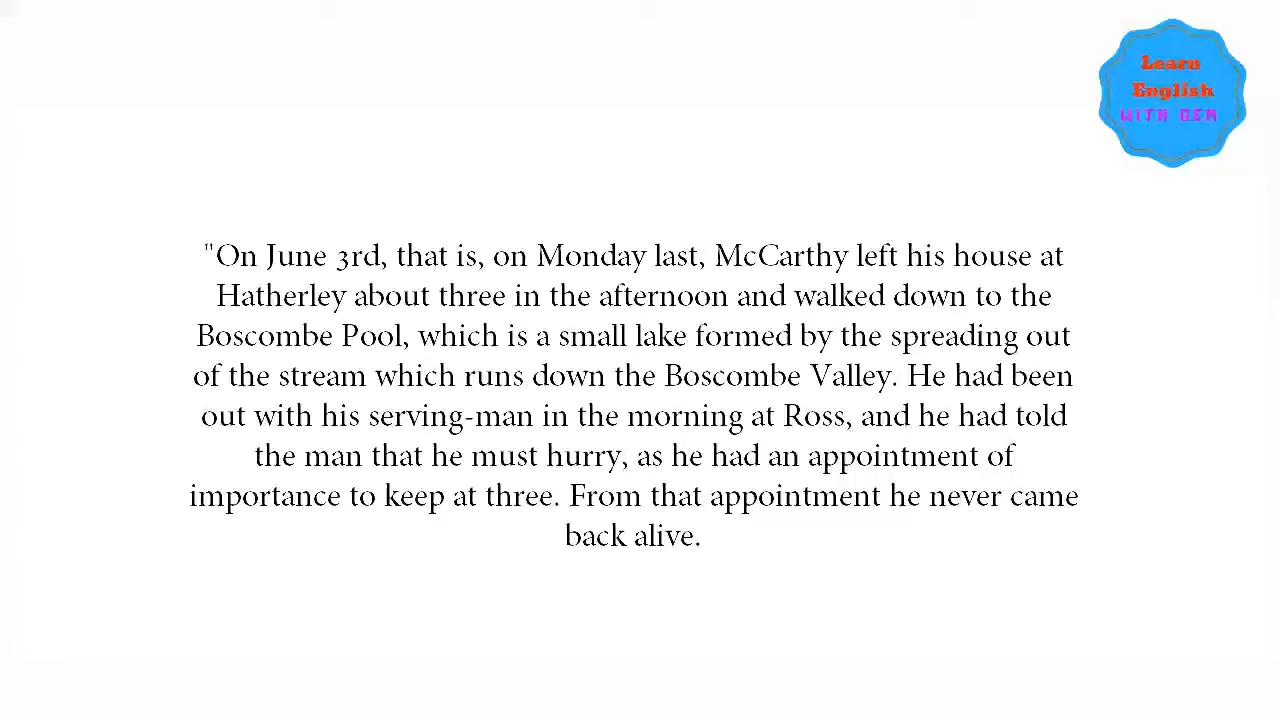 Learn
English
WITH BEN
"On June 3rd, that is, on Monday last, McCarthy left his house at
Hatherley about three in the afternoon and walked down to the
Boscombe Pool, which is a small lake formed by the spreading out
of the stream which runs down the Boscombe Valley. He had been
out with his serving-man in the morning at Ross, and he had told
the man that he must hurry, as he had an appointment of
importance to keep at three. From that appointment he never came
back alive.